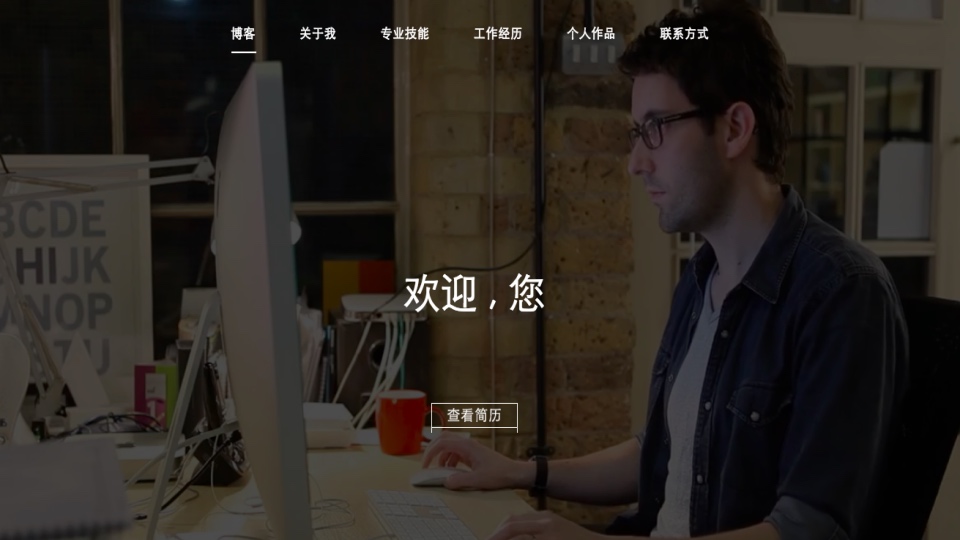 博客 关于我 专业技能 工作经历 个人作品 联系方式
BCDE
HIJK
NOP
欢迎，您
查看简历